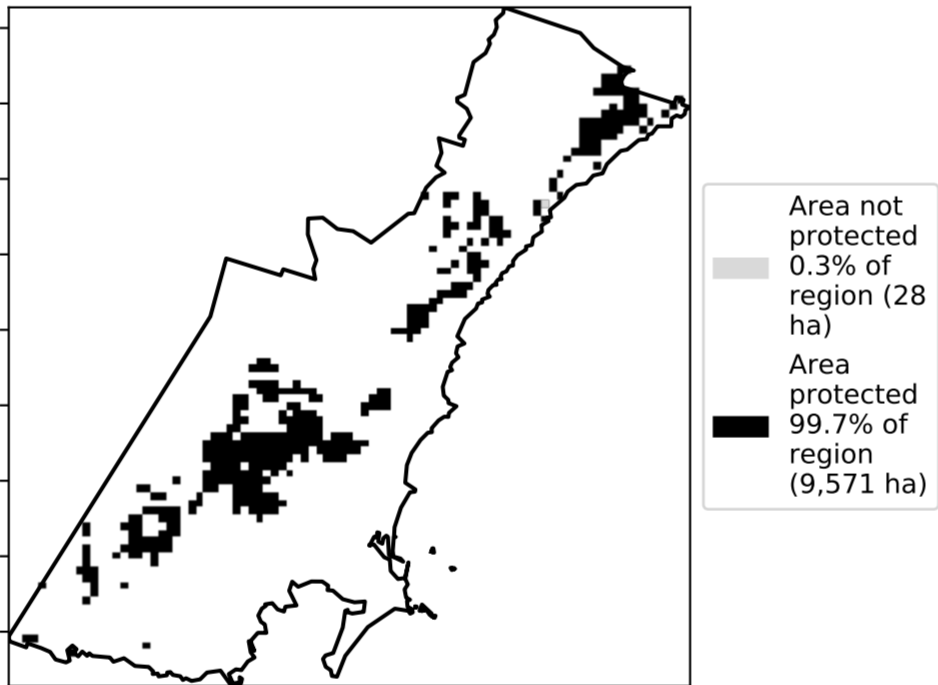 Area not
protected
0.3% of
region (28
ha)
Area
protected
99.7% of
region
(9,571 ha)